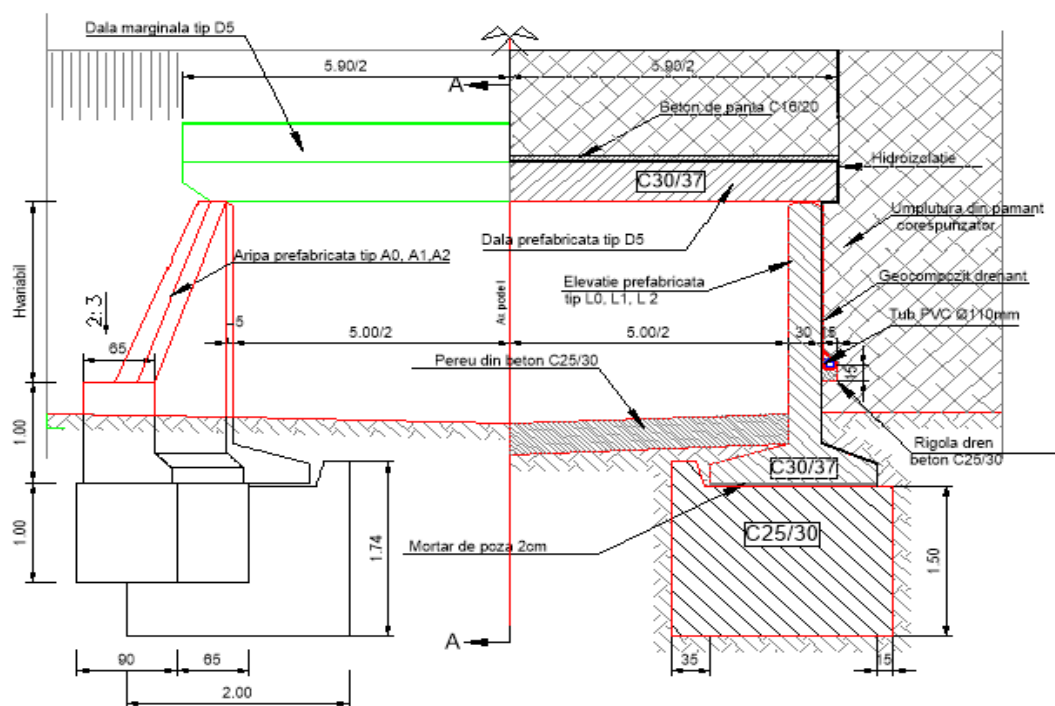 Dala marginala tip D5
5.90/2
5.90/2
A
Beton de panta C16/20
Hidroizolatie
C30/37
Umplutura din pamant
corespunzator
Dala prefabricata tip D5
Aripa prefabricata tip A0, A1,A2
Elevatie prefabricata
tip L0, L1, L 2
Geocompozit drenant
Tub PVC Ø110mm
Hvariabil
2:3
Ax podet
65
5
5.00/2
5.00/2
30
15
15
Pereu din beton C25/30
1.00
Rigola dren
beton C25/30
C30/37
1.00
Mortar de poza 2cm
C25/30
1.74
1.50
A
90
65
35
15
2.00